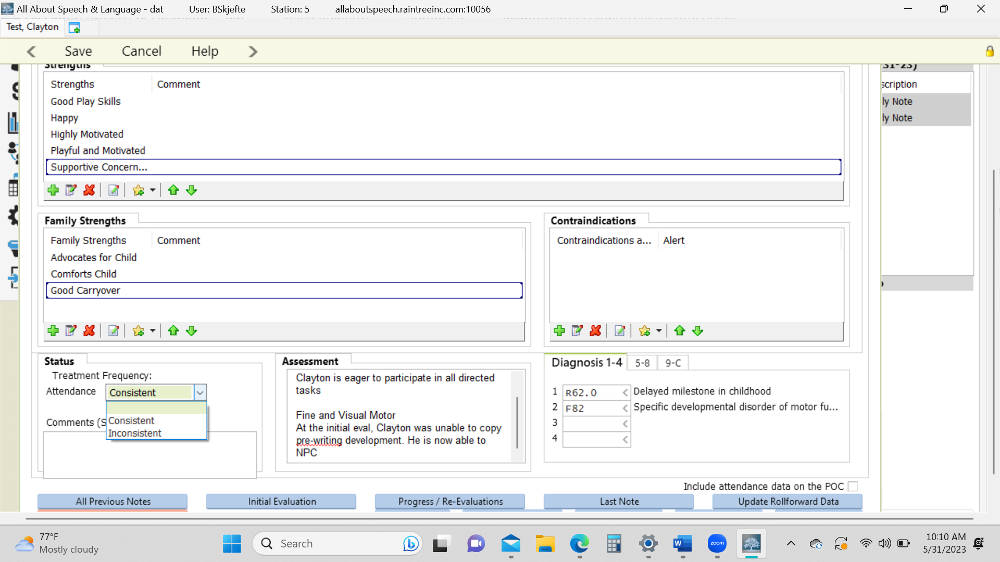 All About Speech & Language - dat User: BSkjefte Station: 5 allaboutspeech.raintreeinc.com:10056
Test, Clayton
Save Cancel Help
Strengths
31-23)
Strengths Comment
scription
Good Play Skills
ly Note
Happy
ly Note
Highly Motivated
Playful and Motivated
Supportive Concern...
Family Strengths
Contraindications
Family Strengths Comment
Contraindications a... Alert
Advocates for Child
Comforts Child
Good Carryover
Status
Treatment Frequency:
Attendance Consistent
Consistent
Inconsistent
Comments (S
Assessment
Clayton is eager to participate in all directed
tasks
Fine and Visual Motor
At the initial eval, Clayton was unable to copy
pre-writing development. He is now able to
NPC
Diagnosis 1-4 5-8 9-C
1 R62.0 Delayed milestone in childhood
2 F82 Specific developmental disorder of motor fu...
3
4
Include attendance data on the POC
All Previous Notes Initial Evaluation Progress / Re-Evaluations Last Note Update Rollforward Data
77°F
Mostly cloudy
Search
zoom
10:10 AM
5/31/2023